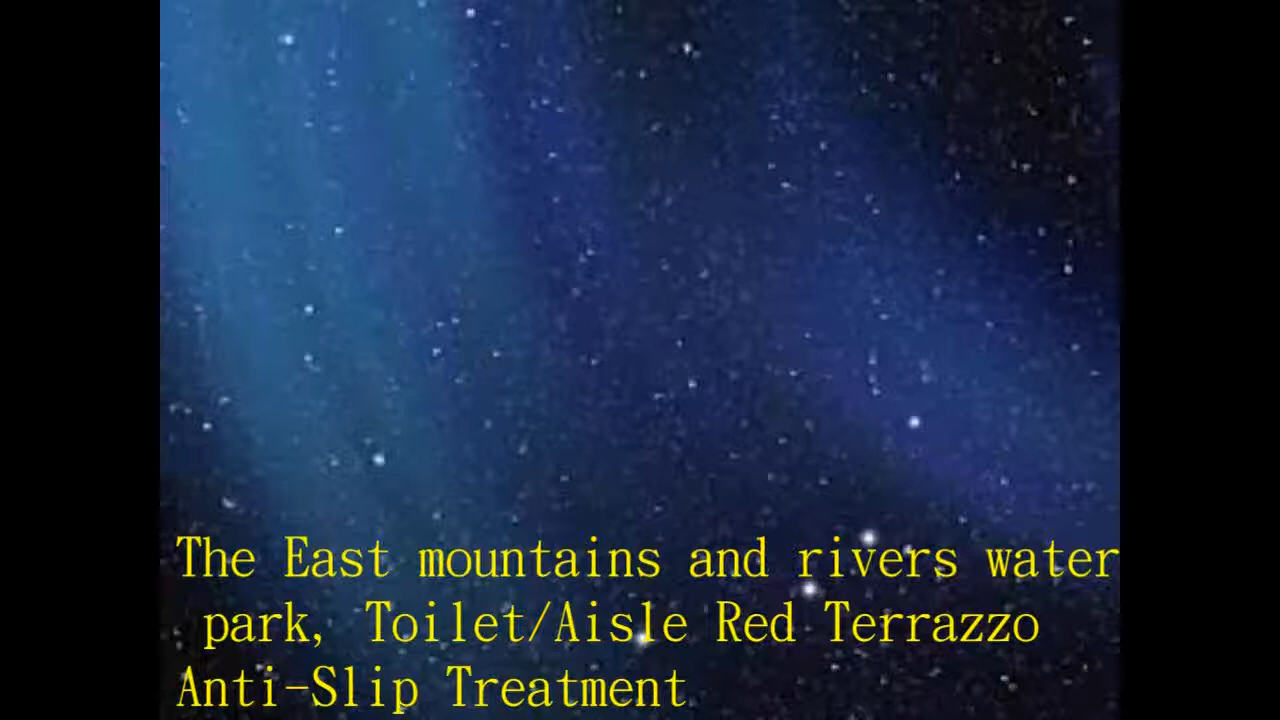 The East mountains and rivers water
park, Toilet/Aisle Red Terrazzo
Anti-Slip Treatment